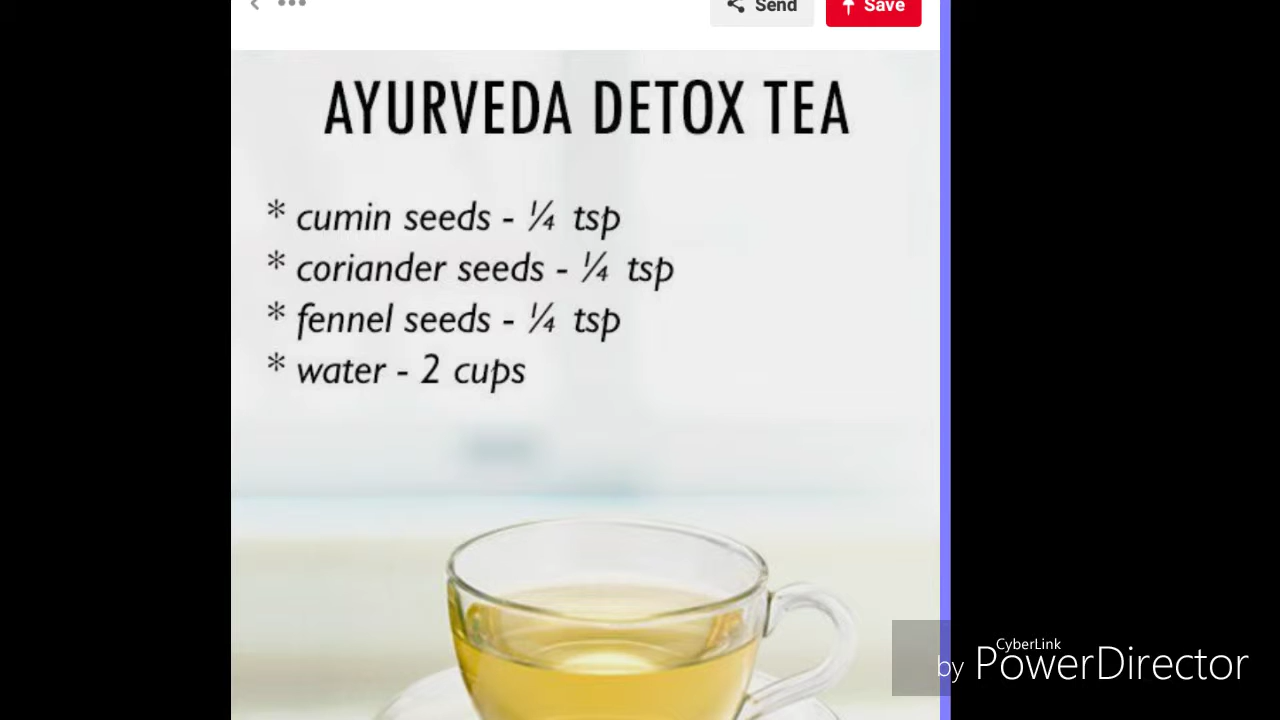 Send
Save
AYURVEDA DETOX TEA
* cumin seeds - ¼ tsp
* coriander seeds - ¼ tsp
* fennel seeds - ¼ tsp
* water - 2 cups
CyberLink
by PowerDirector